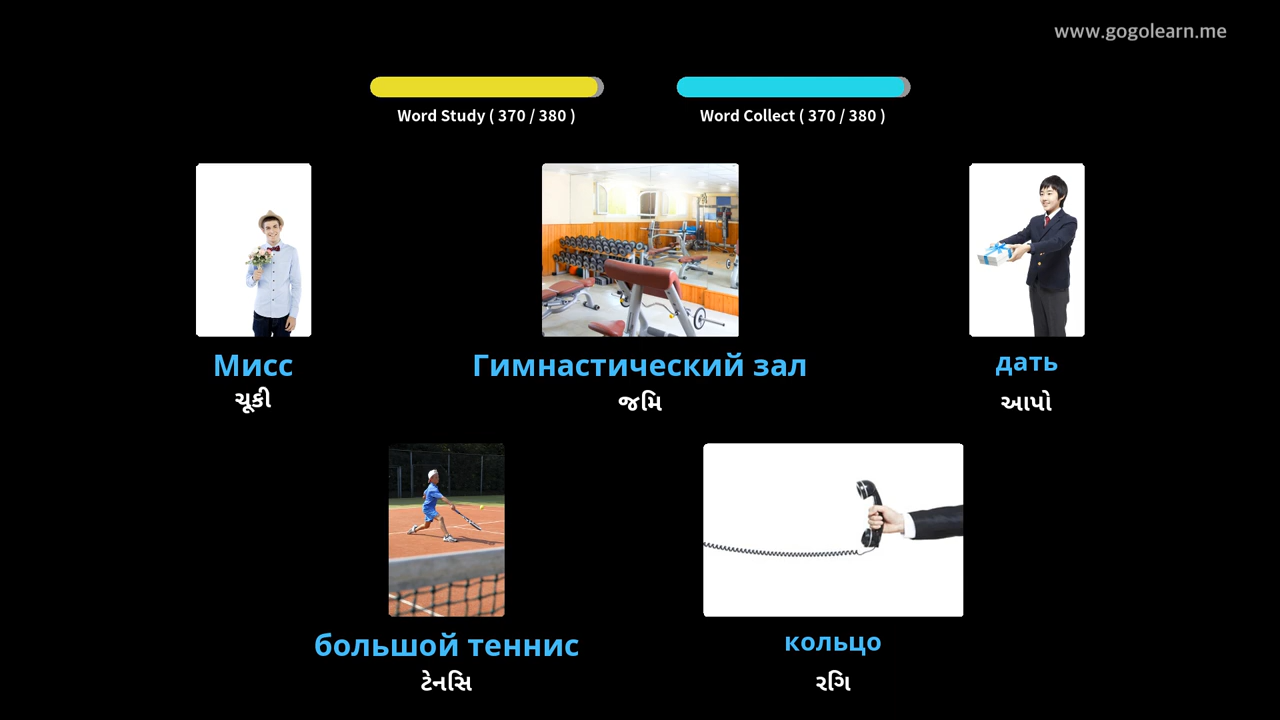 www.gogolearn.me
Word Study ( 370 / 380 )
Word Collect ( 370 / 380 )
Мисс
ચૂકી
Гимнастический зал
જમિ
дать
આપો
большой теннис
ટેનસિ
кольцо
રગિ